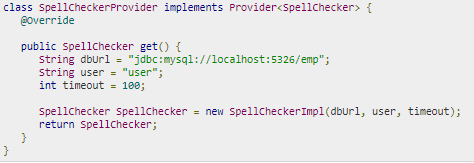 class SpellCheckerProvider implements Provider<SpellChecker> {
@Override
public SpellChecker get() {
String dbUrl = "jdbc:mysql://localhost:5326/emp";
String user = "user";
int timeout = 100;
SpellChecker SpellChecker = new SpellCheckerImpl(dbUrl, user, timeout);
return SpellChecker;
}
}